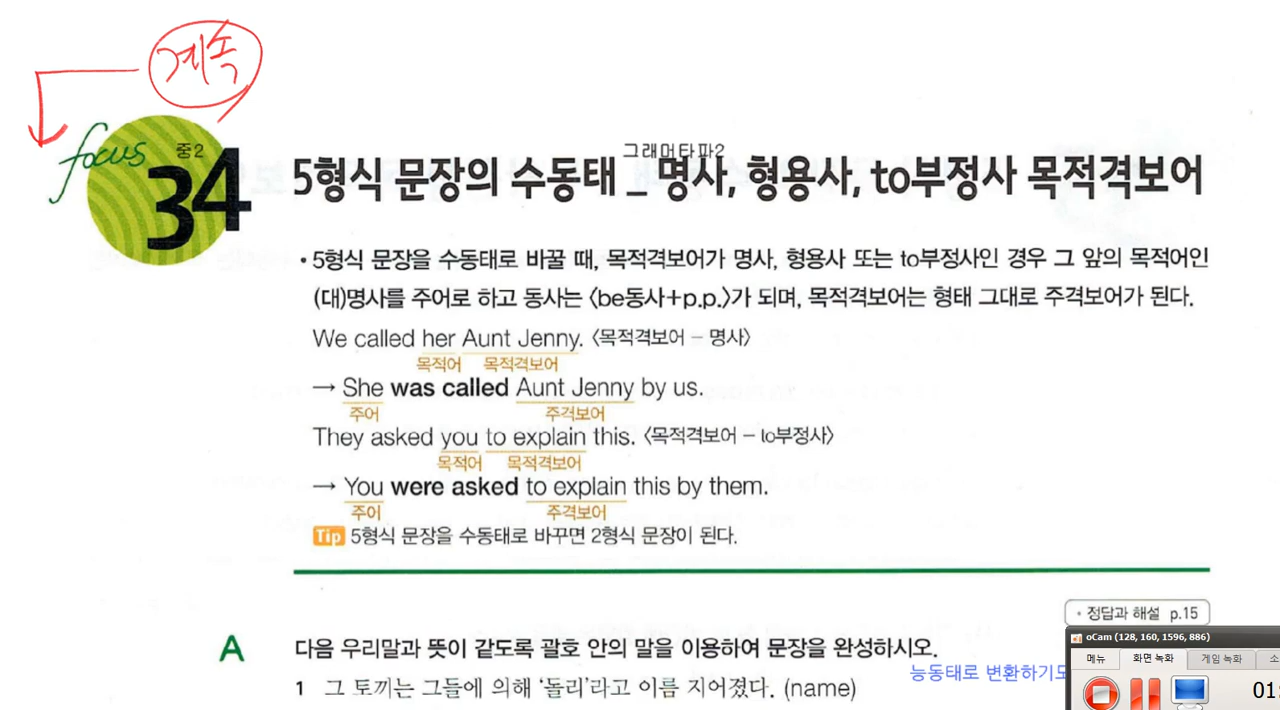 계속
focus
중2
34
그래머타파2
5형식 문장의 수동태 _ 명사, 형용사, to부정사 목적격보어
• 5형식 문장을 수동태로 바꿀 때, 목적격보어가 명사, 형용사 또는 to부정사인 경우 그 앞의 목적어인
(대)명사를 주어로 하고 동사는 〈be동사+p.p.〉가 되며, 목적격보어는 형태 그대로 주격보어가 된다.
We called her Aunt Jenny. 〈목적격보어 – 명사〉
목적어 목적격보어
→ She was called Aunt Jenny by us.
주어 주격보어
They asked you to explain this. 〈목적격보어 – to부정사〉
목적어 목적격보어
→ You were asked to explain this by them.
주어 주격보어
Tip 5형식 문장을 수동태로 바꾸면 2형식 문장이 된다.
• 정답과 해설 p.15
A 다음 우리말과 뜻이 같도록 괄호 안의 말을 이용하여 문장을 완성하시오.
능동태로 변환하기도
1 그 토끼는 그들에 의해 ‘돌리’라고 이름 지어졌다. (name)
oCam (128, 160, 1596, 886)
메뉴 화면 녹화 게임 녹화 소
01: